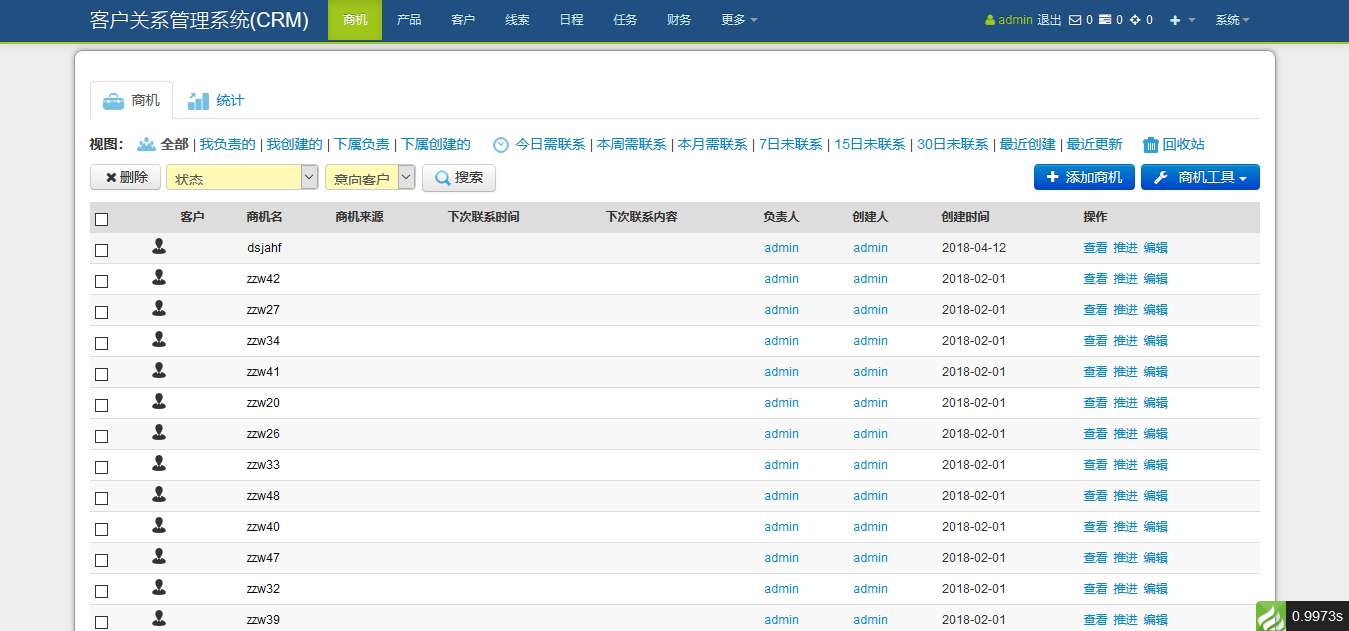 客户关系管理系统(CRM) 商机 产品 客户 线索 日程 任务 财务 更多 admin 退出 0 0 0 系统
商机 统计
视图： 全部 | 我负责的 | 我创建的 | 下属负责 | 下属创建的 今日需联系 | 本周需联系 | 本月需联系 | 7日未联系 | 15日未联系 | 30日未联系 | 最近创建 | 最近更新 回收站
删除 状态 意向客户 搜索 添加商机 商机工具
客户 商机名 商机来源 下次联系时间 下次联系内容 负责人 创建人 创建时间 操作
dsjahf admin admin 2018-04-12 查看 推进 编辑
zzw42 admin admin 2018-02-01 查看 推进 编辑
zzw27 admin admin 2018-02-01 查看 推进 编辑
zzw34 admin admin 2018-02-01 查看 推进 编辑
zzw41 admin admin 2018-02-01 查看 推进 编辑
zzw20 admin admin 2018-02-01 查看 推进 编辑
zzw26 admin admin 2018-02-01 查看 推进 编辑
zzw33 admin admin 2018-02-01 查看 推进 编辑
zzw48 admin admin 2018-02-01 查看 推进 编辑
zzw40 admin admin 2018-02-01 查看 推进 编辑
zzw47 admin admin 2018-02-01 查看 推进 编辑
zzw32 admin admin 2018-02-01 查看 推进 编辑
zzw39 admin admin 2018-02-01 查看 推进 编辑
0.9973s